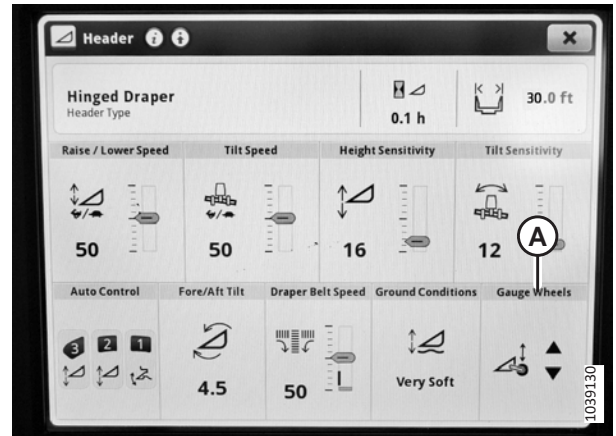 Header
Hinged Draper
Header Type
0.1 h
30.0 ft
Raise / Lower Speed
Tilt Speed
Height Sensitivity
Tilt Sensitivity
50
50
16
12
A
Auto Control
Fore/Aft Tilt
Draper Belt Speed
Ground Conditions
Gauge Wheels
3
2
1
4.5
50
Very Soft
1039130